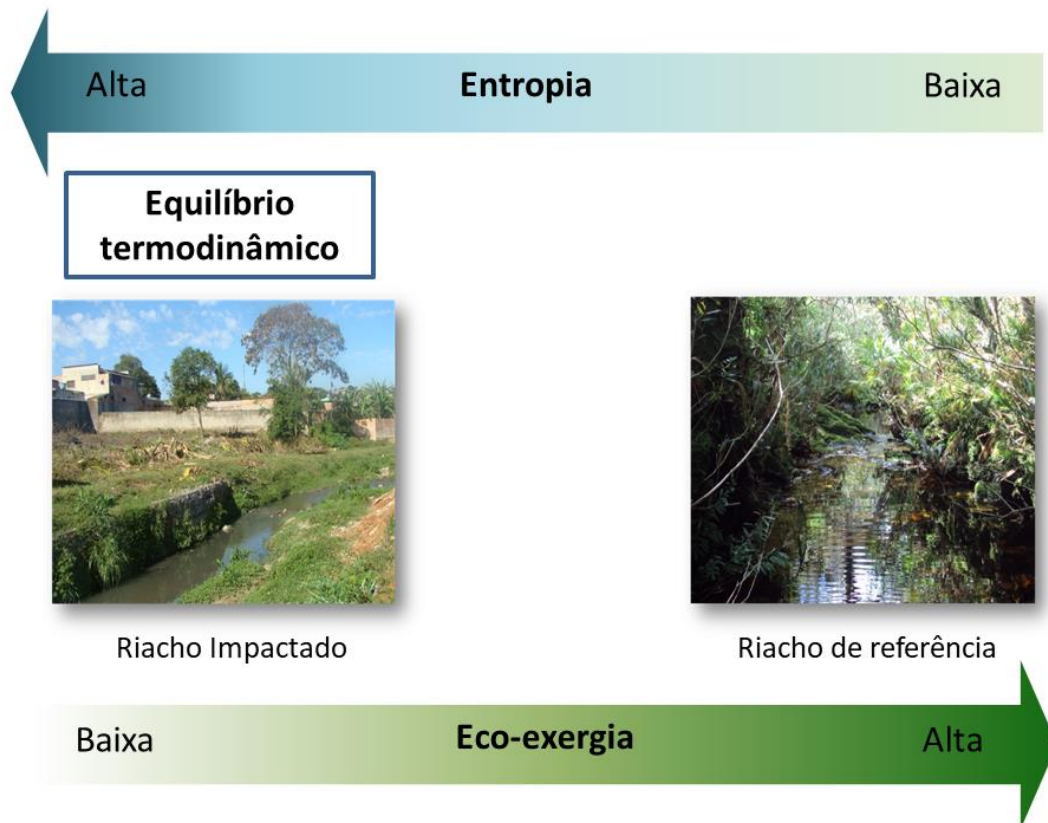 Alta Entropia Baixa
Equilíbrio
termodinâmico
Riacho Impactado Riacho de referência
Baixa Eco-exergia Alta